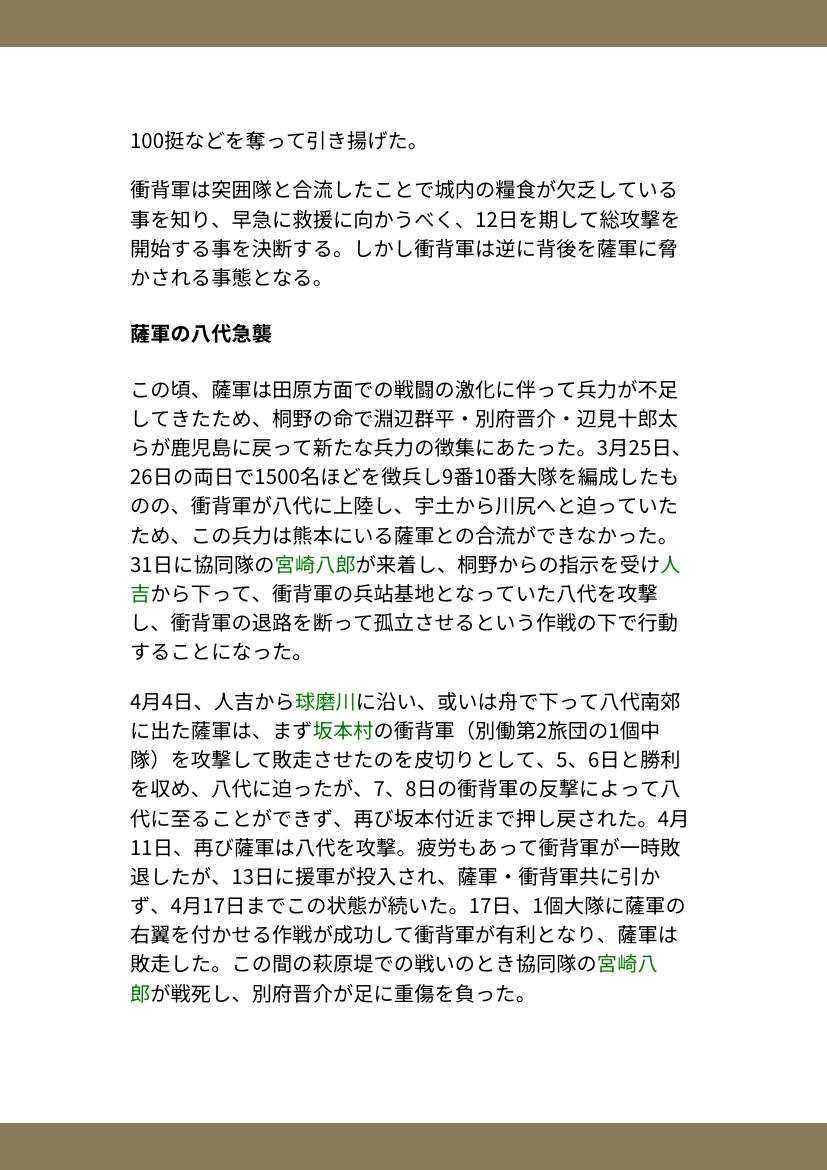 100挺などを奪って引き揚げた。
衝背軍は突囲隊と合流したことで城内の糧食が欠乏している
事を知り、早急に救援に向かうべく、12日を期して総攻撃を
開始する事を決断する。しかし衝背軍は逆に背後を薩軍に脅
かされる事態となる。
薩軍の八代急襲
この頃、薩軍は田原方面での戦闘の激化に伴って兵力が不足
してきたため、桐野の命で淵辺群平・別府晋介・辺見十郎太
らが鹿児島に戻って新たな兵力の徴集にあたった。3月25日、
26日の両日で1500名ほどを徴兵し9番10番大隊を編成したも
のの、衝背軍が八代に上陸し、宇土から川尻へと迫っていた
ため、この兵力は熊本にいる薩軍との合流ができなかった。
31日に協同隊の宮崎八郎が来着し、桐野からの指示を受け人
吉から下って、衝背軍の兵站基地となっていた八代を攻撃
し、衝背軍の退路を断って孤立させるという作戦の下で行動
することになった。
4月4日、人吉から球磨川に沿い、或いは舟で下って八代南郊
に出た薩軍は、まず坂本村の衝背軍（別働第2旅団の1個中
隊）を攻撃して敗走させたのを皮切りとして、5、6日と勝利
を収め、八代に迫ったが、7、8日の衝背軍の反撃によって八
代に至ることができず、再び坂本付近まで押し戻された。4月
11日、再び薩軍は八代を攻撃。疲労もあって衝背軍が一時敗
退したが、13日に援軍が投入され、薩軍・衝背軍共に引か
ず、4月17日までこの状態が続いた。17日、1個大隊に薩軍の
右翼を付かせる作戦が成功して衝背軍が有利となり、薩軍は
敗走した。この間の萩原堤での戦いのとき協同隊の宮崎八
郎が戦死し、別府晋介が足に重傷を負った。